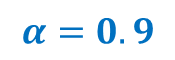 α = 0.9